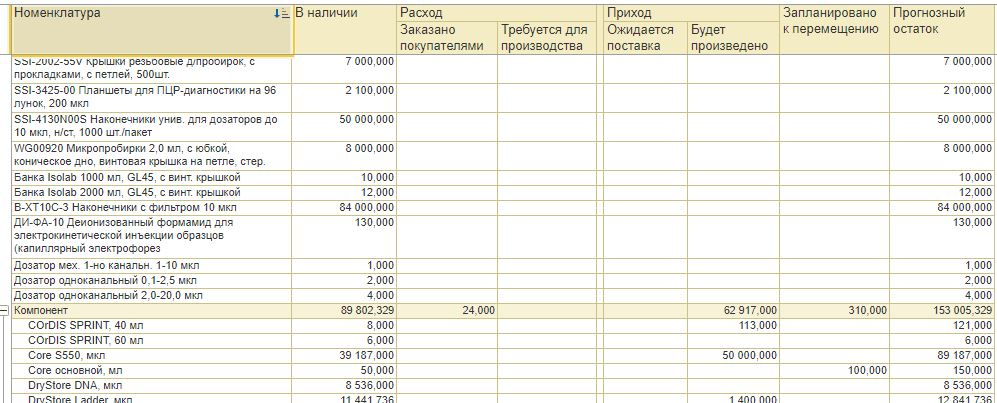 Номенклатура В наличии Расход Приход Запланировано Прогнозный
Заказано Требуется для Ожидается Будет к перемещению остаток
покупателями производства поставка произведено
SSI-2002-55V Крышки резьбовые д/пробирок, с 7 000,000 7 000,000
прокладками, с петлей, 500шт.
SSI-3425-00 Планшеты для ПЦР-диагностики на 96 2 100,000 2 100,000
лунок, 200 мкл
SSI-4130N00S Наконечники унив. для дозаторов до 50 000,000 50 000,000
10 мкл, н/ст, 1000 шт./пакет
WG00920 Микропробирки 2,0 мл, с юбкой, 8 000,000 8 000,000
коническое дно, винтовая крышка на петле, стер.
Банка Isolab 1000 мл, GL45, с винт. крышкой 10,000 10,000
Банка Isolab 2000 мл, GL45, с винт. крышкой 12,000 12,000
В-ХТ10С-3 Наконечники с фильтром 10 мкл 84 000,000 84 000,000
ДИ-ФА-10 Деионизованный формамид для 130,000 130,000
электрокинетической инъекции образцов
(капиллярный электрофорез
Дозатор мех. 1-но канальн. 1-10 мкл 1,000 1,000
Дозатор одноканальный 0,1-2,5 мкл 2,000 2,000
Дозатор одноканальный 2,0-20,0 мкл 4,000 4,000
Компонент 89 802,329 24,000 62 917,000 310,000 153 005,329
COrDIS SPRINT, 40 мл 8,000 113,000 121,000
COrDIS SPRINT, 60 мл 6,000 6,000
Core S550, мкл 39 187,000 50 000,000 89 187,000
Core основной, мл 50,000 100,000 150,000
DryStore DNA, мкл 8 536,000 8 536,000
DryStore Ladder, мкл 11 441,736 1 400,000 12 841,736